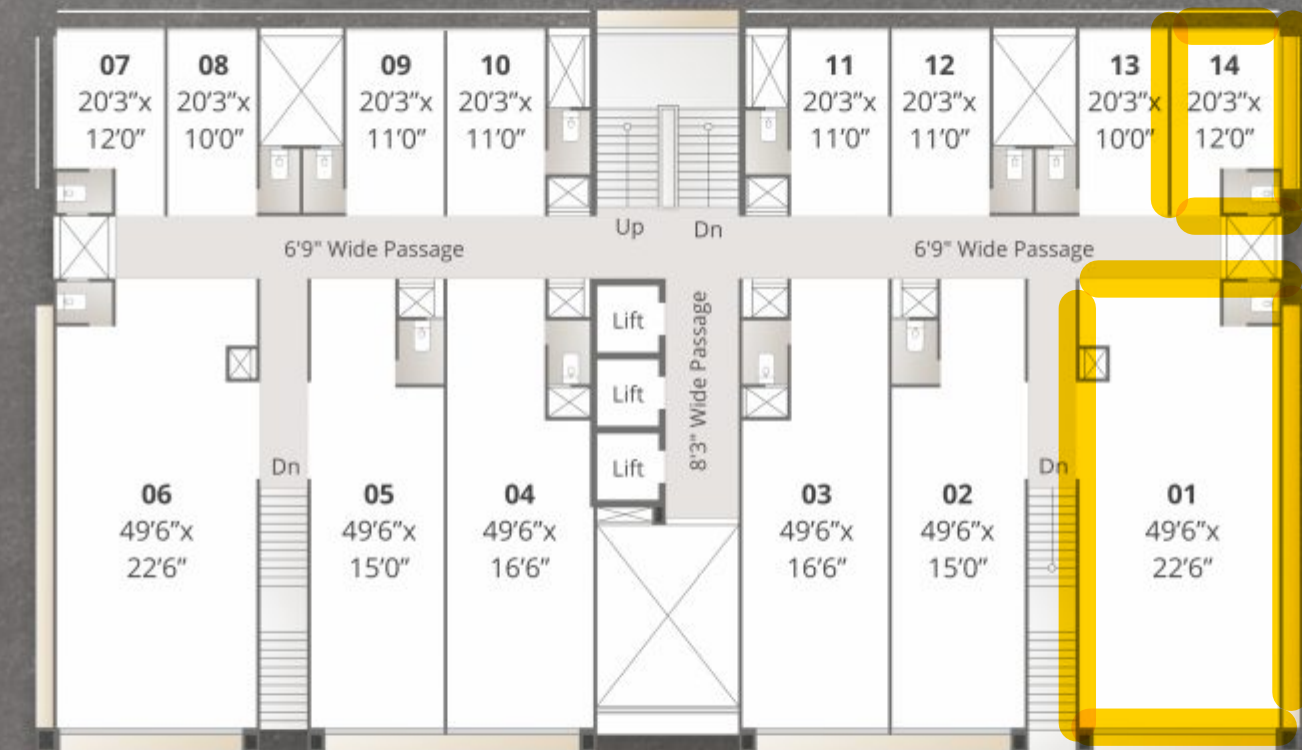 07
20'3"x
12'0"
08
20'3"x
10'0"
09
20'3"x
11'0"
10
20'3"x
11'0"
11
20'3"x
11'0"
12
20'3"x
11'0"
13
20'3"x
10'0"
14
20'3"x
12'0"
Up
Dn
6'9" Wide Passage
6'9" Wide Passage
Lift
Lift
Lift
8'3" Wide Passage
Dn
Dn
06
49'6"x
22'6"
05
49'6"x
15'0"
04
49'6"x
16'6"
03
49'6"x
16'6"
02
49'6"x
15'0"
01
49'6"x
22'6"